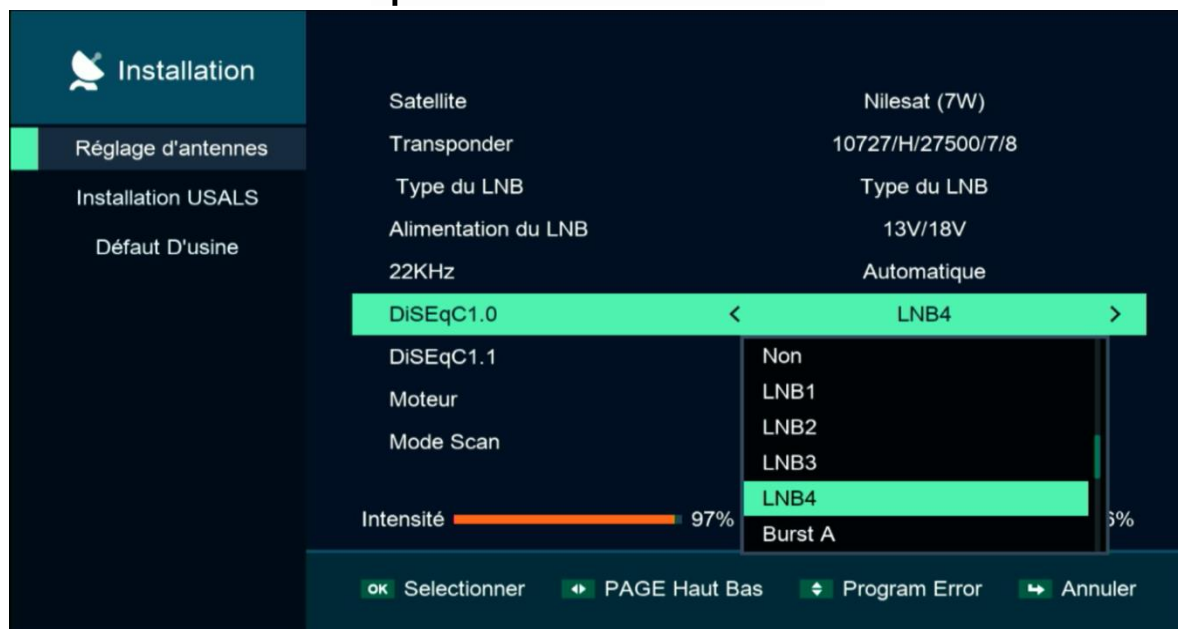 Installation
Réglage d'antennes
Installation USALS
Défaut D'usine
Satellite Nilesat (7W)
Transponder 10727/H/27500/7/8
Type du LNB Type du LNB
Alimentation du LNB 13V/18V
22KHz Automatique
DiSEqC1.0 < LNB4 >
DiSEqC1.1
Moteur
Mode Scan
Non
LNB1
LNB2
LNB3
LNB4
Burst A
Intensité 97%
OK Selectionner PAGE Haut Bas Program Error Annuler